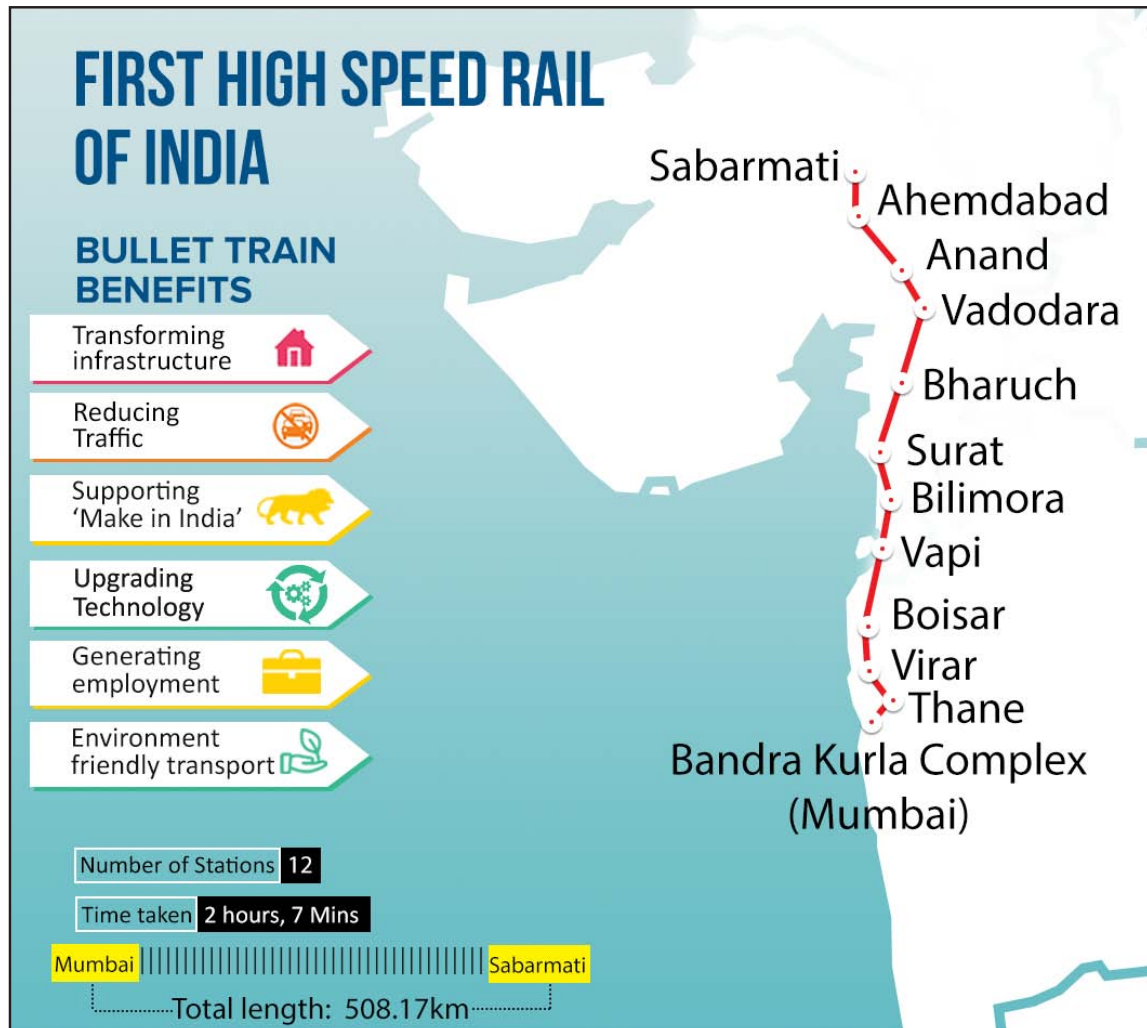 FIRST HIGH SPEED RAIL
OF INDIA
BULLET TRAIN
BENEFITS
Transforming
infrastructure
Reducing
Traffic
Supporting
‘Make in India’
Upgrading
Technology
Generating
employment
Environment
friendly transport
Number of Stations 12
Time taken 2 hours, 7 Mins
Mumbai Sabarmati
Total length: 508.17km
Sabarmati
Ahemdabad
Anand
Vadodara
Bharuch
Surat
Bilimora
Vapi
Boisar
Virar
Thane
Bandra Kurla Complex
(Mumbai)